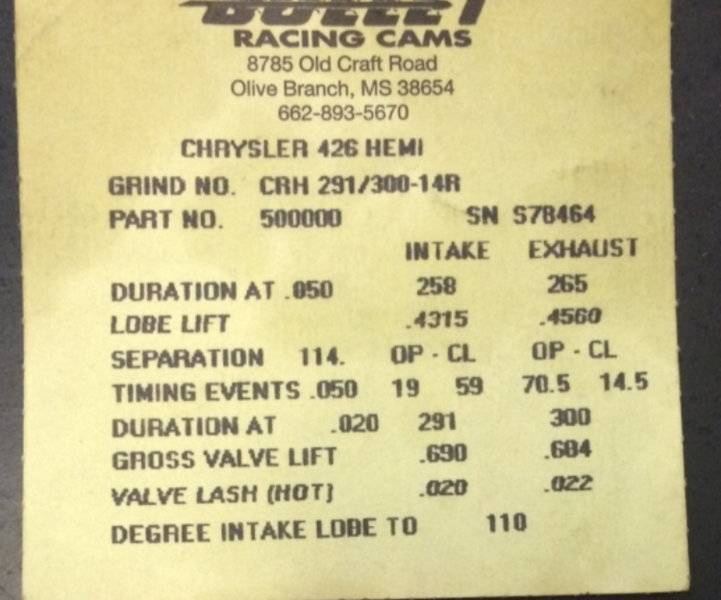 BULLET
RACING CAMS
8785 Old Craft Road
Olive Branch, MS 38654
662-893-5670
CHRYSLER 426 HEMI
GRIND NO. CRH 291/300-14R
PART NO. 500000 SN S78464
INTAKE EXHAUST
DURATION AT .050 258 265
LOBE LIFT .4315 .4560
SEPARATION 114. OP - CL OP - CL
TIMING EVENTS .050 19 59 70.5 14.5
DURATION AT .020 291 300
GROSS VALVE LIFT .690 .684
VALVE LASH (HOT) .020 .022
DEGREE INTAKE LOBE TO 110